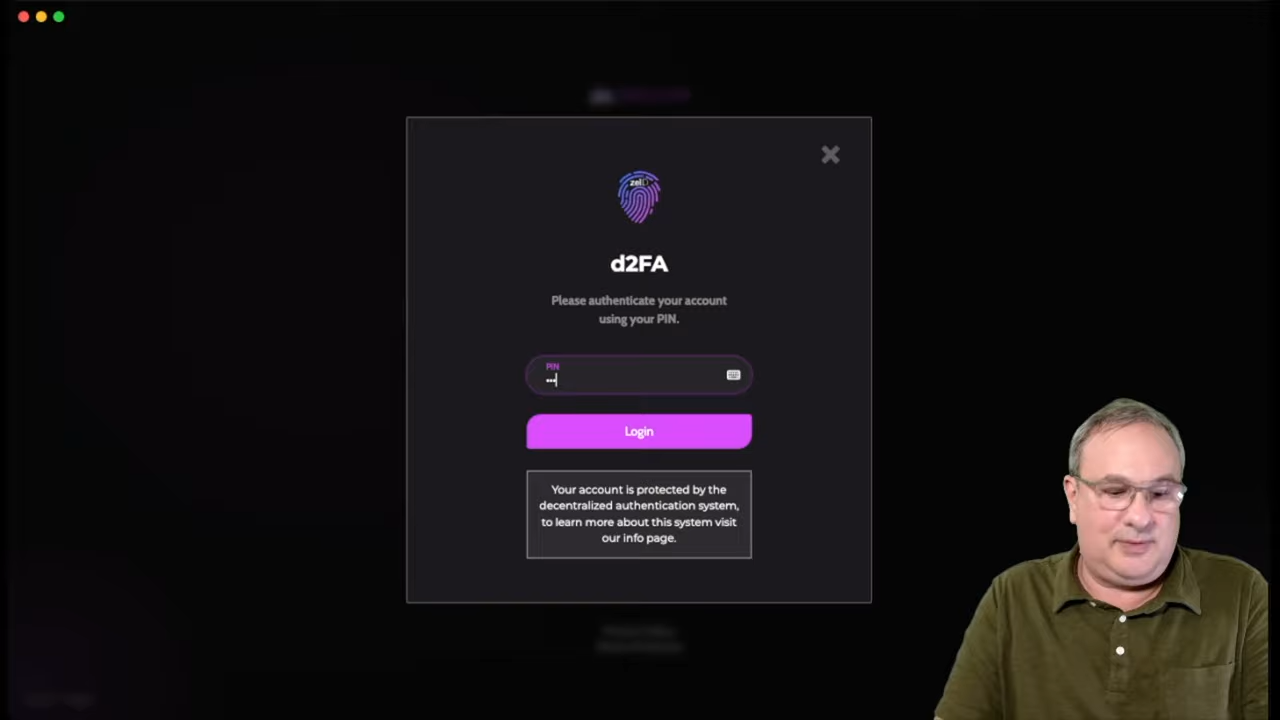 d2FA
Please authenticate your account
using your PIN.
PIN
Login
Your account is protected by the
decentralized authentication system,
to learn more about this system visit
our info page.